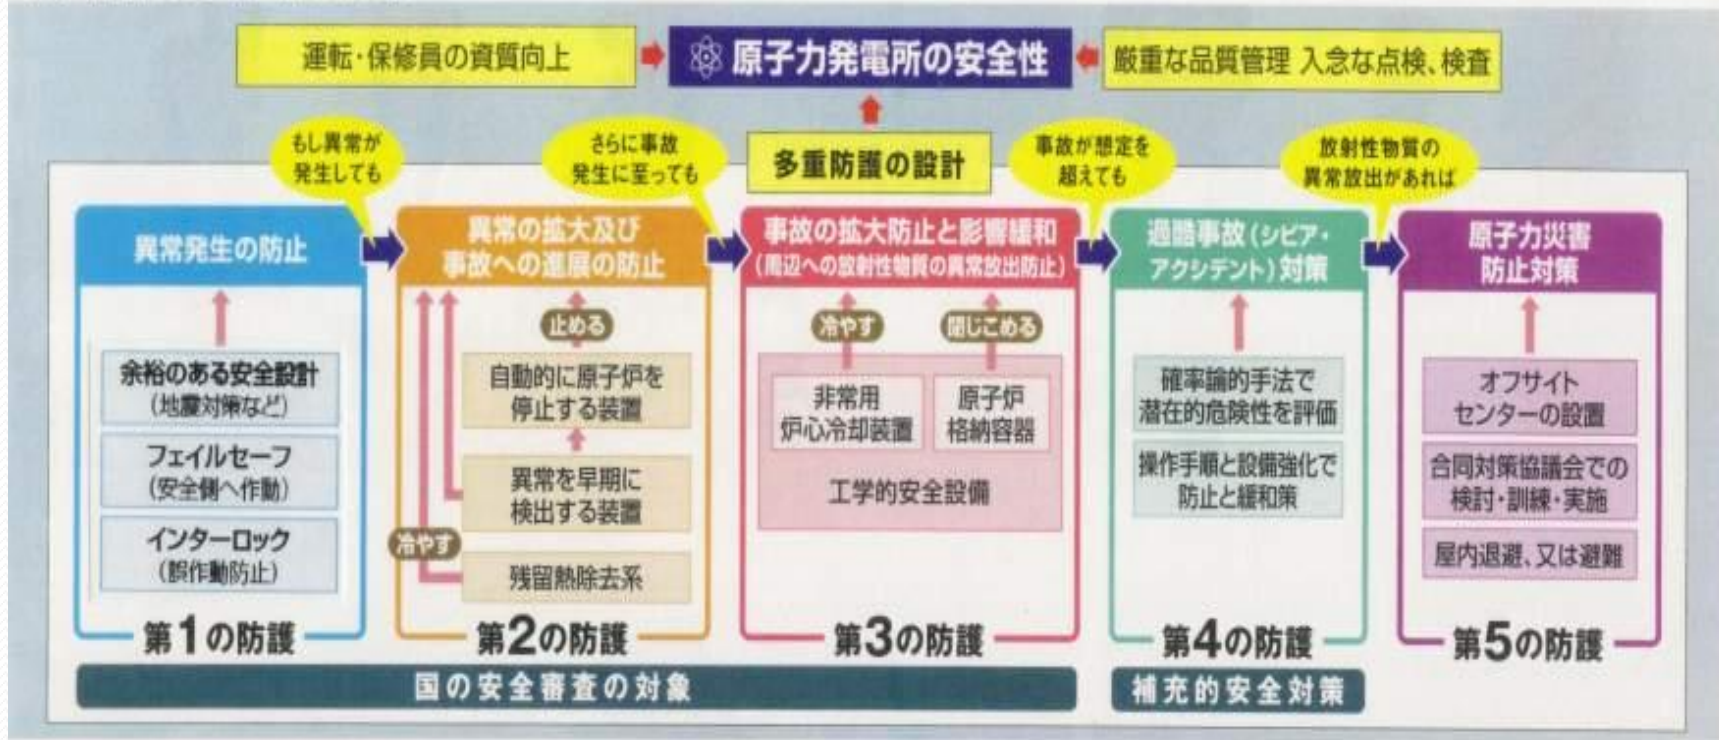 運転・保修員の資質向上
原子力発電所の安全性
厳重な品質管理 入念な点検、検査
多重防護の設計
もし異常が
発生しても
さらに事故
発生に至っても
事故が想定を
超えても
放射性物質の
異常放出があれば
異常発生の防止
余裕のある安全設計
(地震対策など)
フェイルセーフ
(安全側へ作動)
インターロック
(誤作動防止)
第1の防護
異常の拡大及び
事故への進展の防止
止める
自動的に原子炉を
停止する装置
異常を早期に
検出する装置
冷やす
残留熱除去系
第2の防護
事故の拡大防止と影響緩和
(周辺への放射性物質の異常放出防止)
冷やす
閉じこめる
非常用
炉心冷却装置
原子炉
格納容器
工学的安全設備
第3の防護
過酷事故(シビア・
アクシデント)対策
確率論的手法で
潜在的危険性を評価
操作手順と設備強化で
防止と緩和策
第4の防護
原子力災害
防止対策
オフサイト
センターの設置
合同対策協議会での
検討・訓練・実施
屋内退避、又は避難
第5の防護
国の安全審査の対象
補充的安全対策